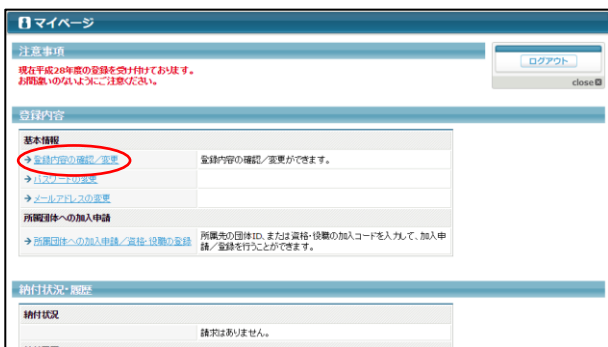 マイページ
注意事項
現在平成28年度の登録を受け付けております。
お間違いのないようにご注意ください。
ログアウト
close
登録内容
基本情報
登録内容の確認/変更
登録内容の確認/変更ができます。
パスワードの変更
メールアドレスの変更
所属団体への加入申請
所属団体への加入申請/資格・役職の登録
所属先の団体ID、または資格・役職の加入コードを入力して、加入申
請/登録を行うことができます。
納付状況・履歴
納付状況
請求はありません。